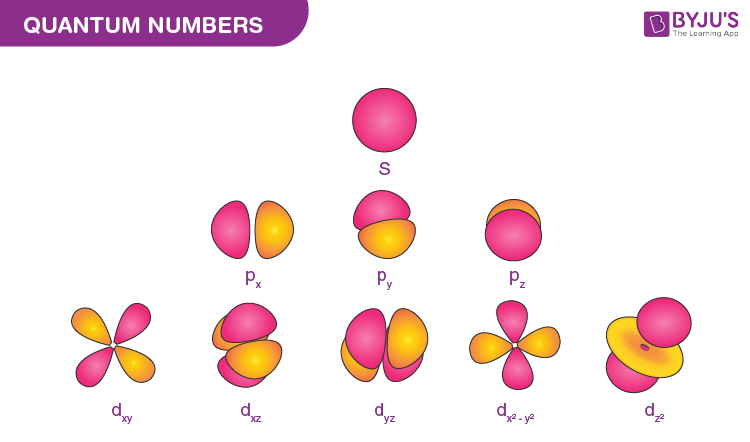 QUANTUM NUMBERS
BYJU'S
The Learning App
S
px py pz
dxy dxz dyz dx² - y² dz²